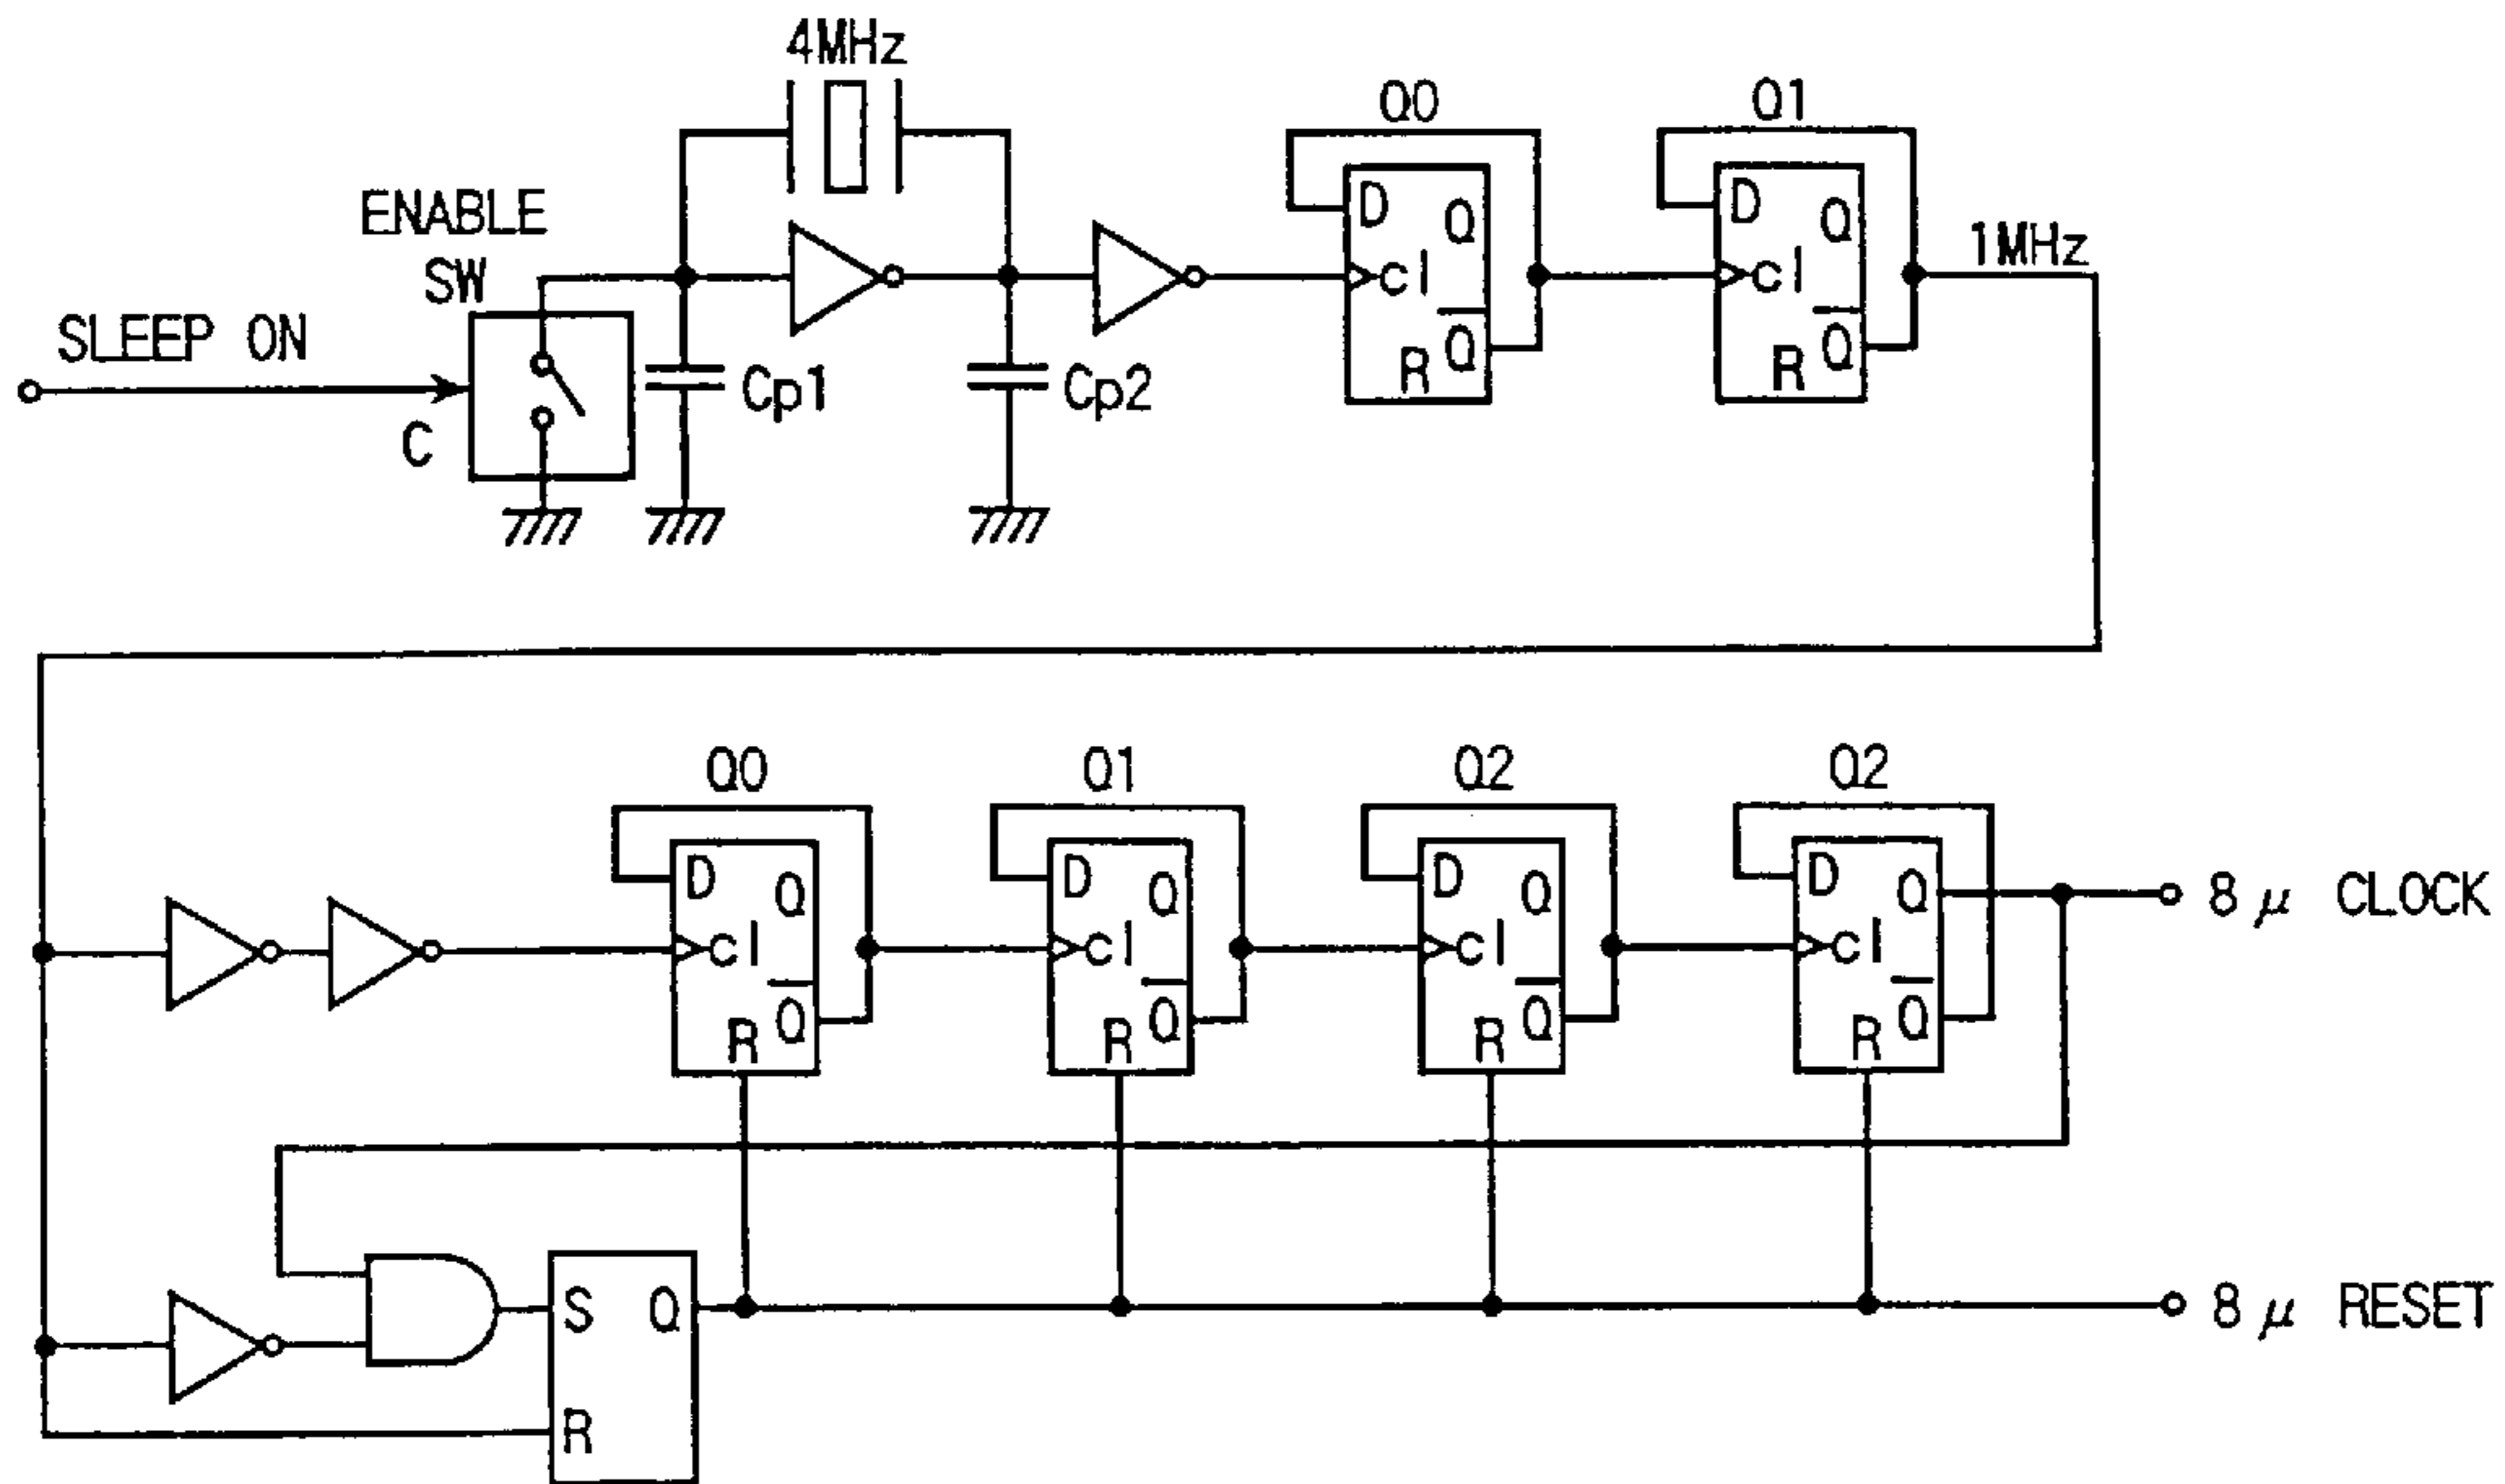 4MHz
Q0
Q1
ENABLE
SW
SLEEP ON
C
Cp1
Cp2
D
Q
Cl
R
Q̅
D
Q
Cl
R
Q̅
1MHz
Q0
Q1
Q2
Q2
D
Q
Cl
R
Q̅
D
Q
Cl
R
Q̅
D
Q
Cl
R
Q̅
D
Q
Cl
R
Q̅
8 μ CLOCK
S
Q
R
8 μ RESET